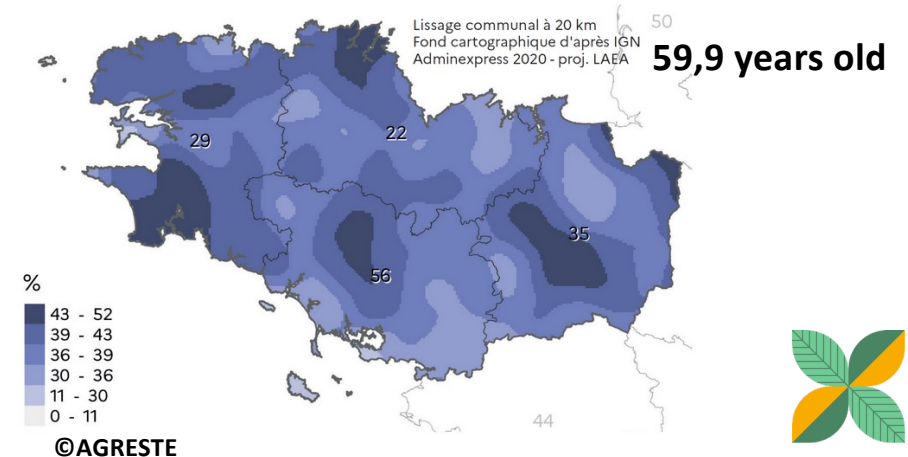 Lissage communal à 20 km
Fond cartographique d'après IGN
Adminexpress 2020 - proj. LAEA
50
59,9 years old
29
22
35
56
%
43 - 52
39 - 43
36 - 39
30 - 36
11 - 30
0 - 11
44
©AGRESTE